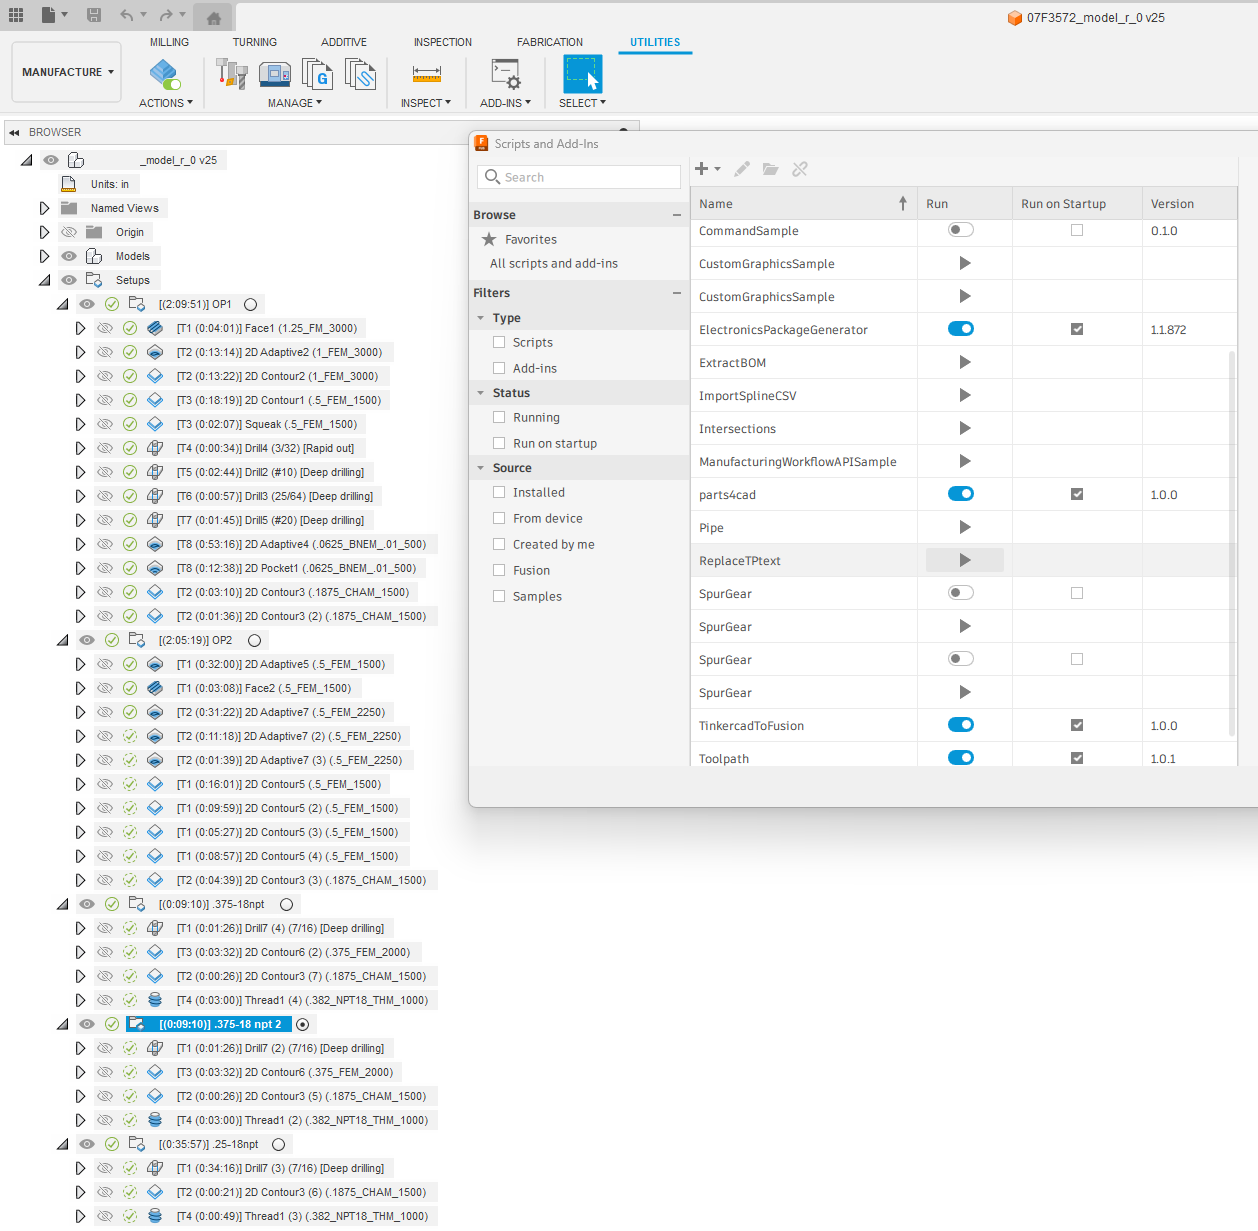 07F3572_model_r_0 v25
MILLING
TURNING
ADDITIVE
INSPECTION
FABRICATION
UTILITIES
MANUFACTURE
G
ACTIONS
MANAGE
INSPECT
ADD-INS
SELECT
BROWSER
_model_r_0 v25
Units: in
Named Views
Origin
Models
Setups
[(2:09:51)] OP1
[T1 (0:04:01)] Face1 (1.25_FM_3000)
[T2 (0:13:14)] 2D Adaptive2 (1_FEM_3000)
[T2 (0:13:22)] 2D Contour2 (1_FEM_3000)
[T3 (0:18:19)] 2D Contour1 (.5_FEM_1500)
[T3 (0:02:07)] Squeak (.5_FEM_1500)
[T4 (0:00:34)] Drill4 (3/32) [Rapid out]
[T5 (0:02:44)] Drill2 (#10) [Deep drilling]
[T6 (0:00:57)] Drill3 (25/64) [Deep drilling]
[T7 (0:01:45)] Drill5 (#20) [Deep drilling]
[T8 (0:53:16)] 2D Adaptive4 (.0625_BNEM_.01_500)
[T8 (0:12:38)] 2D Pocket1 (.0625_BNEM_.01_500)
[T2 (0:03:10)] 2D Contour3 (.1875_CHAM_1500)
[T2 (0:01:36)] 2D Contour3 (2) (.1875_CHAM_1500)
[(2:05:19)] OP2
[T1 (0:32:00)] 2D Adaptive5 (.5_FEM_1500)
[T1 (0:03:08)] Face2 (.5_FEM_1500)
[T2 (0:31:22)] 2D Adaptive7 (.5_FEM_2250)
[T2 (0:11:18)] 2D Adaptive7 (2) (.5_FEM_2250)
[T2 (0:01:39)] 2D Adaptive7 (3) (.5_FEM_2250)
[T1 (0:16:01)] 2D Contour5 (.5_FEM_1500)
[T1 (0:09:59)] 2D Contour5 (2) (.5_FEM_1500)
[T1 (0:05:27)] 2D Contour5 (3) (.5_FEM_1500)
[T1 (0:08:57)] 2D Contour5 (4) (.5_FEM_1500)
[T2 (0:04:39)] 2D Contour3 (3) (.1875_CHAM_1500)
[(0:09:10)] .375-18npt
[T1 (0:01:26)] Drill7 (4) (7/16) [Deep drilling]
[T3 (0:03:32)] 2D Contour6 (2) (.375_FEM_2000)
[T2 (0:00:26)] 2D Contour3 (7) (.1875_CHAM_1500)
[T4 (0:03:00)] Thread1 (4) (.382_NPT18_THM_1000)
[(0:09:10)] .375-18 npt 2
[T1 (0:01:26)] Drill7 (2) (7/16) [Deep drilling]
[T3 (0:03:32)] 2D Contour6 (.375_FEM_2000)
[T2 (0:00:26)] 2D Contour3 (5) (.1875_CHAM_1500)
[T4 (0:03:00)] Thread1 (2) (.382_NPT18_THM_1000)
[(0:35:57)] .25-18npt
[T1 (0:34:16)] Drill7 (3) (7/16) [Deep drilling]
[T2 (0:00:21)] 2D Contour3 (6) (.1875_CHAM_1500)
[T4 (0:00:49)] Thread1 (3) (.382_NPT18_THM_1000)
Scripts and Add-Ins
Search
Browse
Favorites
All scripts and add-ins
Filters
Type
Scripts
Add-ins
Status
Running
Run on startup
Source
Installed
From device
Created by me
Fusion
Samples
Name Run Run on Startup Version
CommandSample 0.1.0
CustomGraphicsSample
CustomGraphicsSample
ElectronicsPackageGenerator 1.1.872
ExtractBOM
ImportSplineCSV
Intersections
ManufacturingWorkflowAPISample
parts4cad 1.0.0
Pipe
ReplaceTPtext
SpurGear
SpurGear
SpurGear
SpurGear
TinkercadToFusion 1.0.0
Toolpath 1.0.1